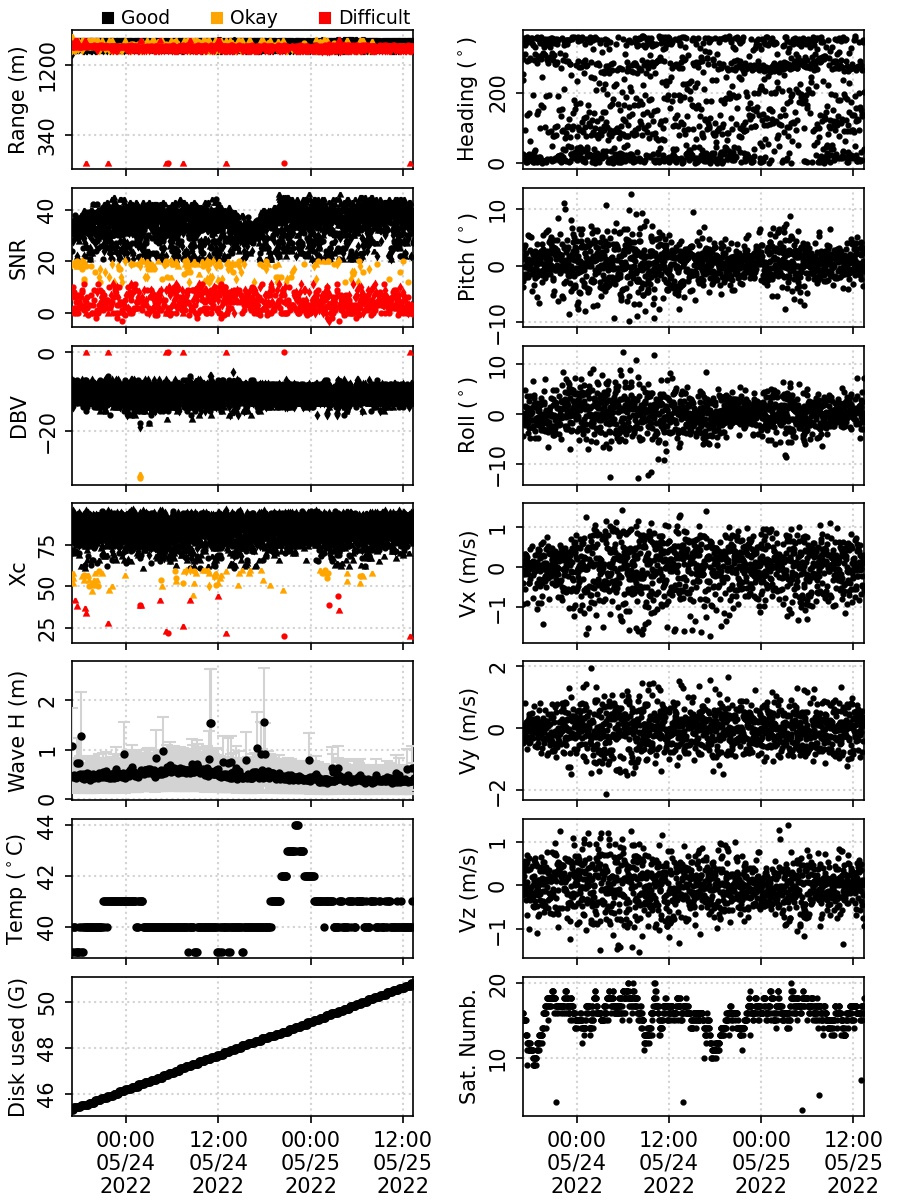 Good Okay Difficult
Range (m)
1200
340
SNR
40
20
0
DBV
0
−20
Xc
75
50
25
Wave H (m)
2
1
0
Temp (°C)
44
42
40
Disk used (G)
50
48
46
00:00 12:00 00:00 12:00
05/24 05/24 05/25 05/25
2022 2022 2022 2022
Heading (°)
200
0
Pitch (°)
10
0
−10
Roll (°)
10
0
−10
Vx (m/s)
1
0
−1
Vy (m/s)
2
0
−2
Vz (m/s)
1
0
−1
Sat. Numb.
20
10
00:00 12:00 00:00 12:00
05/24 05/24 05/25 05/25
2022 2022 2022 2022